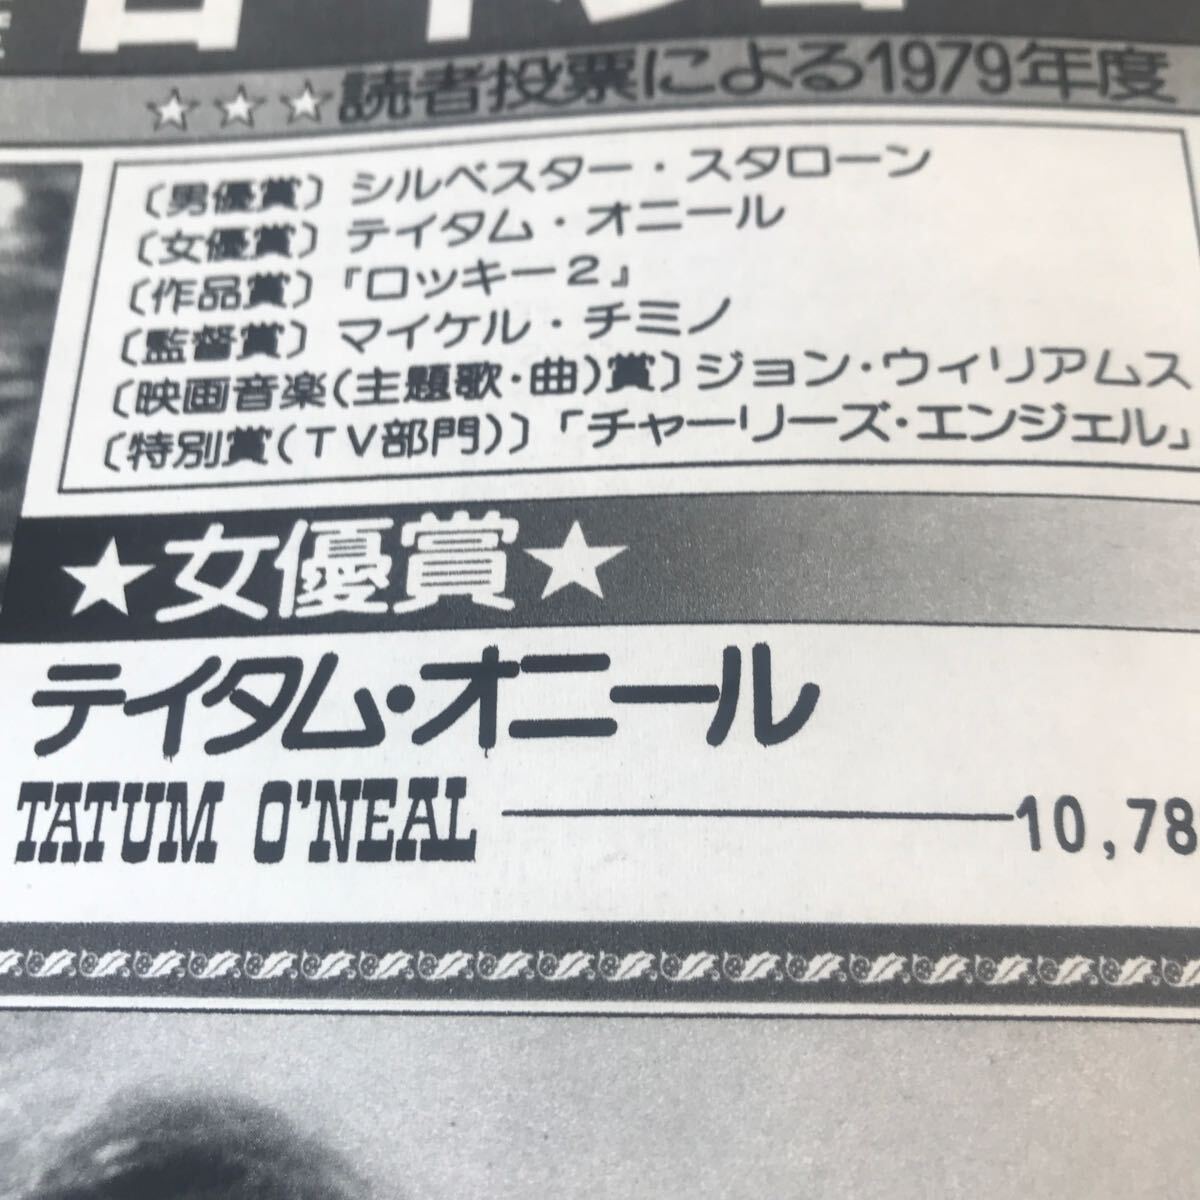 ☆☆☆読者投票による1979年度
〔男優賞〕シルベスター・スタローン
〔女優賞〕テイタム・オニール
〔作品賞〕『ロッキー2』
〔監督賞〕マイケル・チミノ
〔映画音楽(主題歌・曲)賞〕ジョン・ウィリアムス
〔特別賞(TV部門)〕「チャーリーズ・エンジェル」
★女優賞★
テイタム・オニール
TATUM O'NEAL 10,78